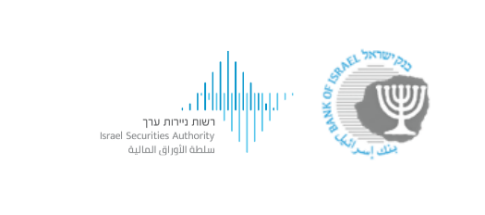 רשות ניירות ערך
Israel Securities Authority
سلطة الأوراق المالية
בנק ישראל
BANK OF ISRAEL
بنك إسرائيل